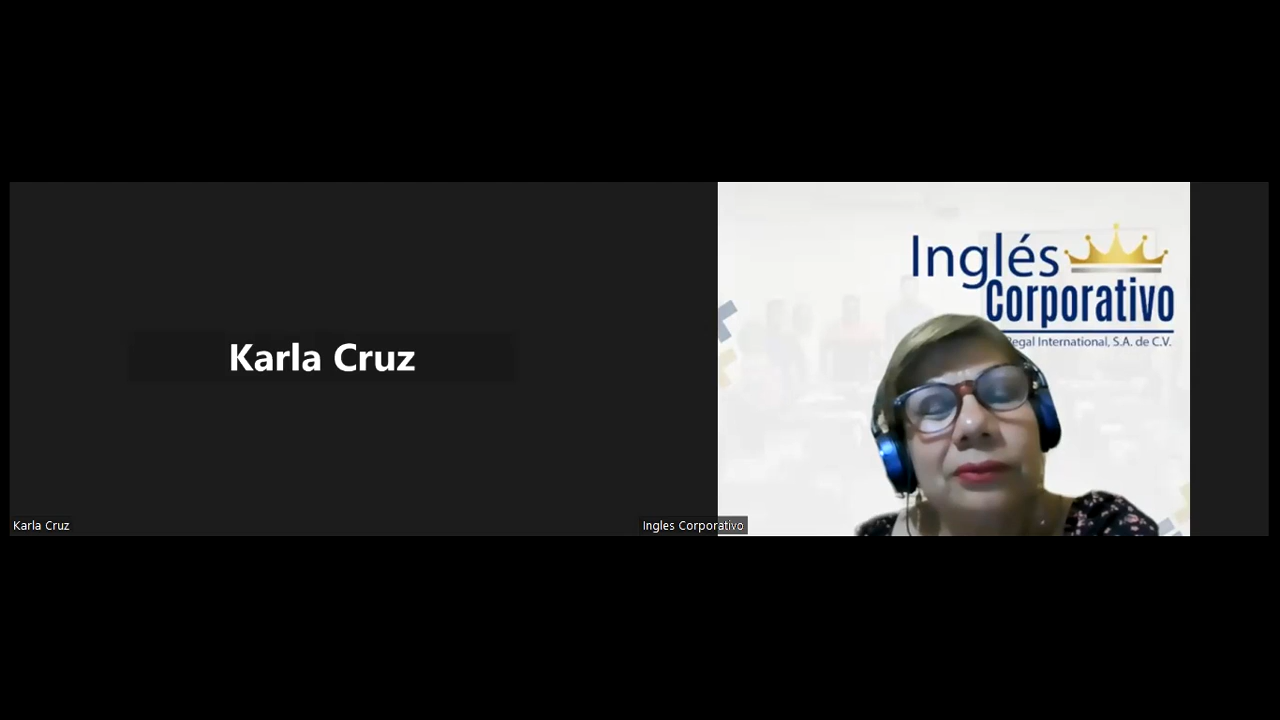 Karla Cruz
Karla Cruz
Inglés
Corporativo
Regal International, S.A. de C.V.
Ingles Corporativo